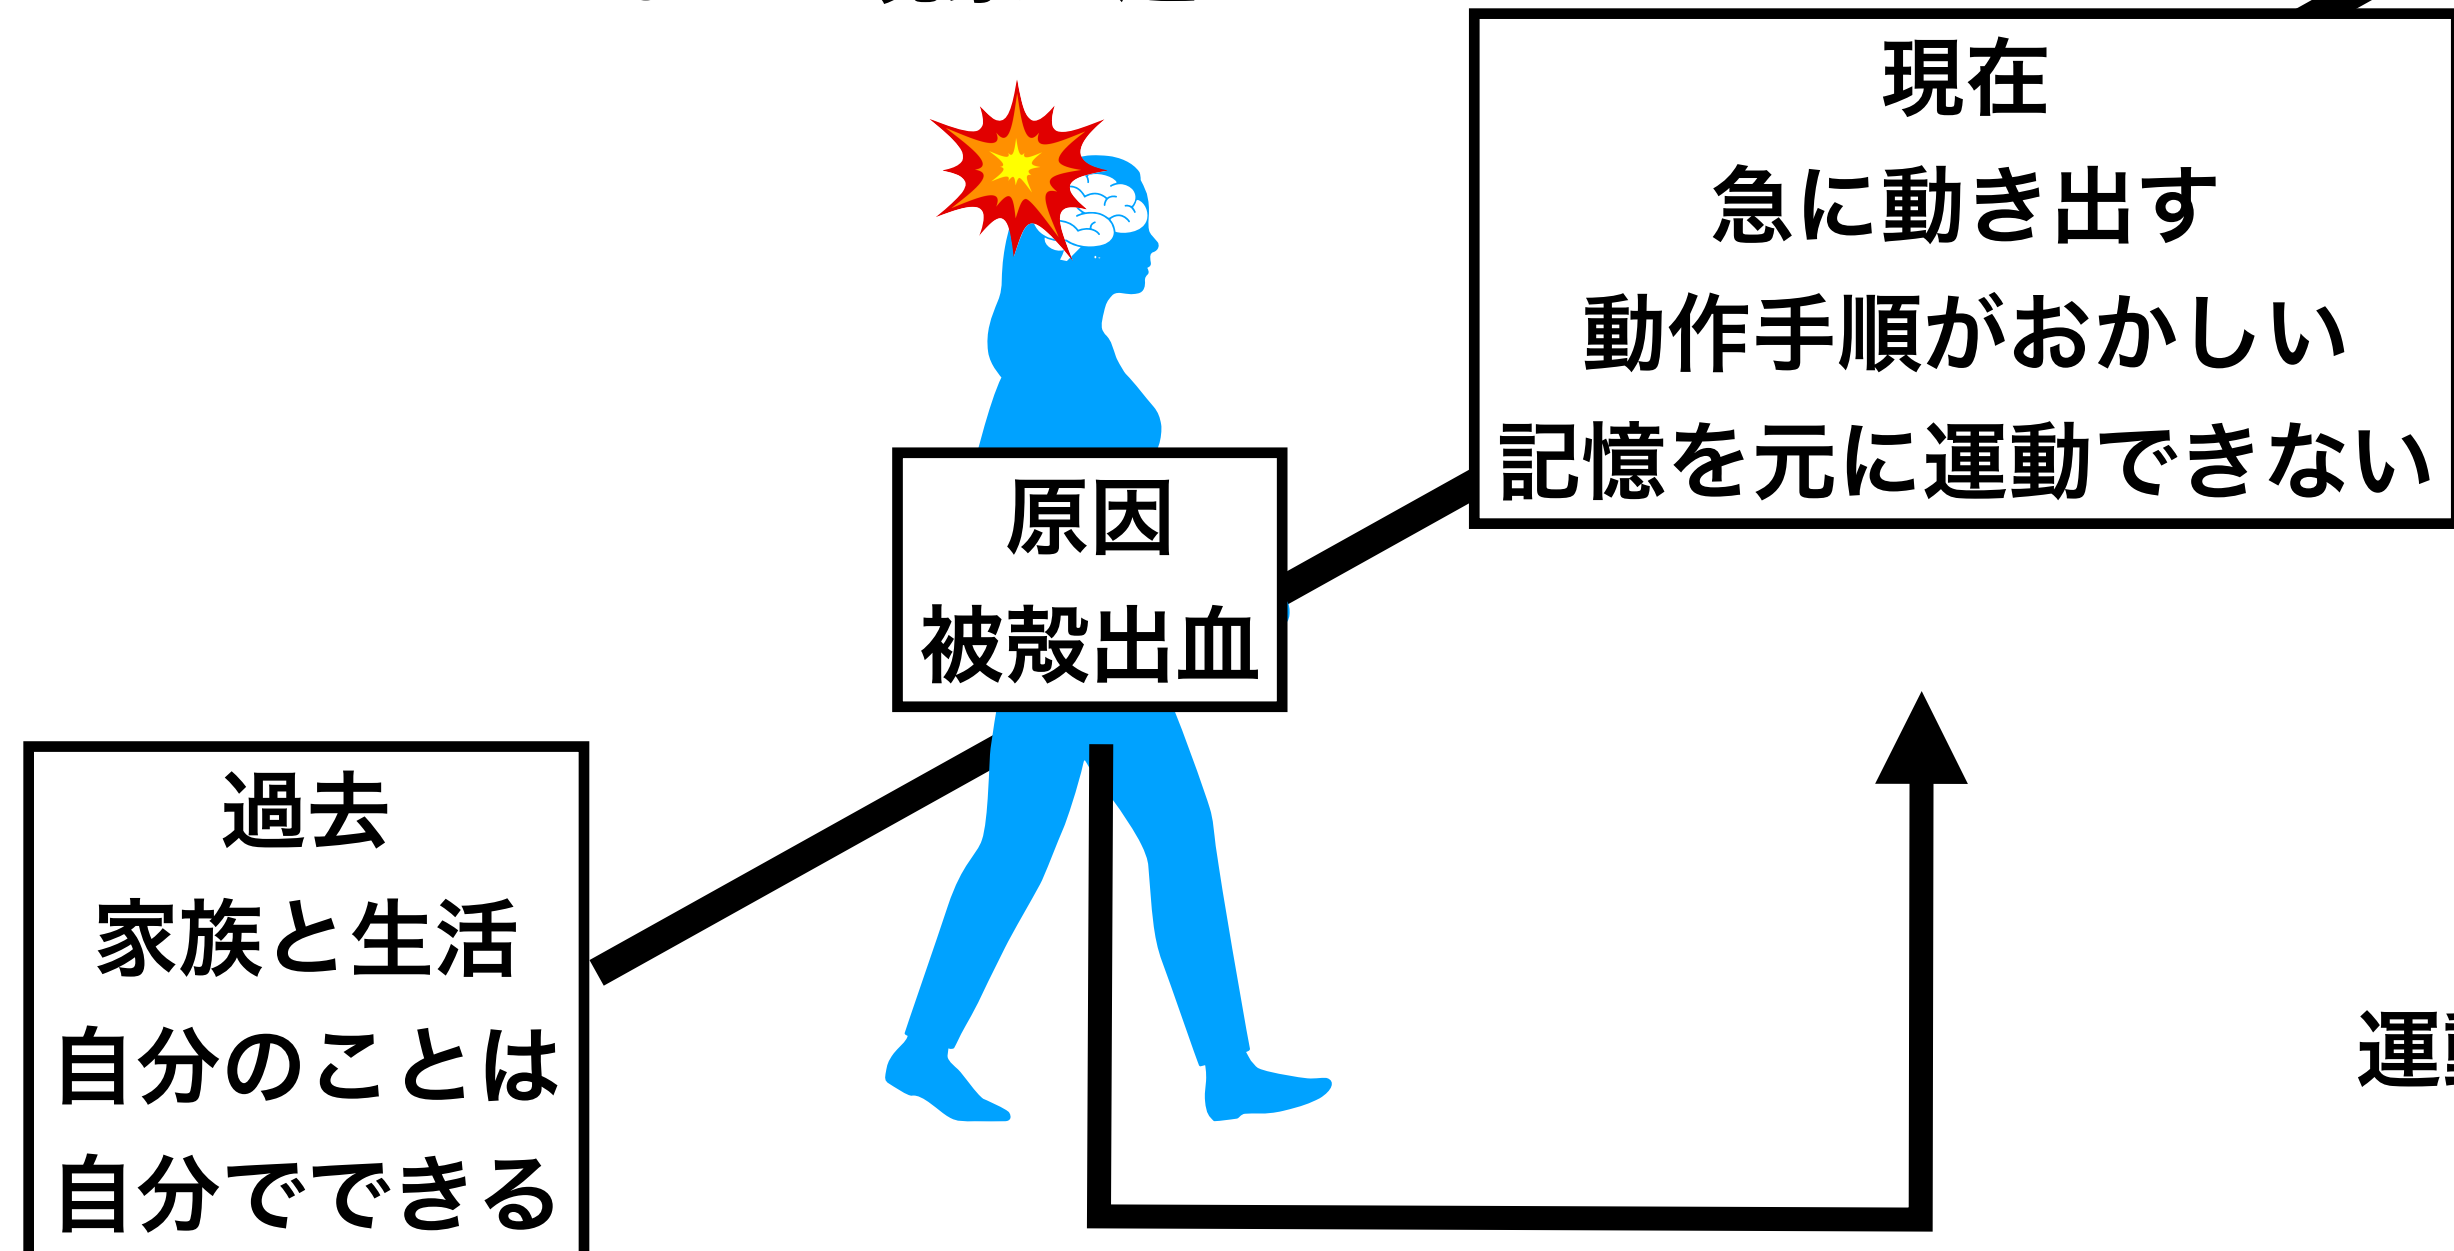 現在
急に動き出す
動作手順がおかしい
記憶を元に運動できない
原因
被殻出血
過去
家族と生活
自分のことは
自分でできる
運